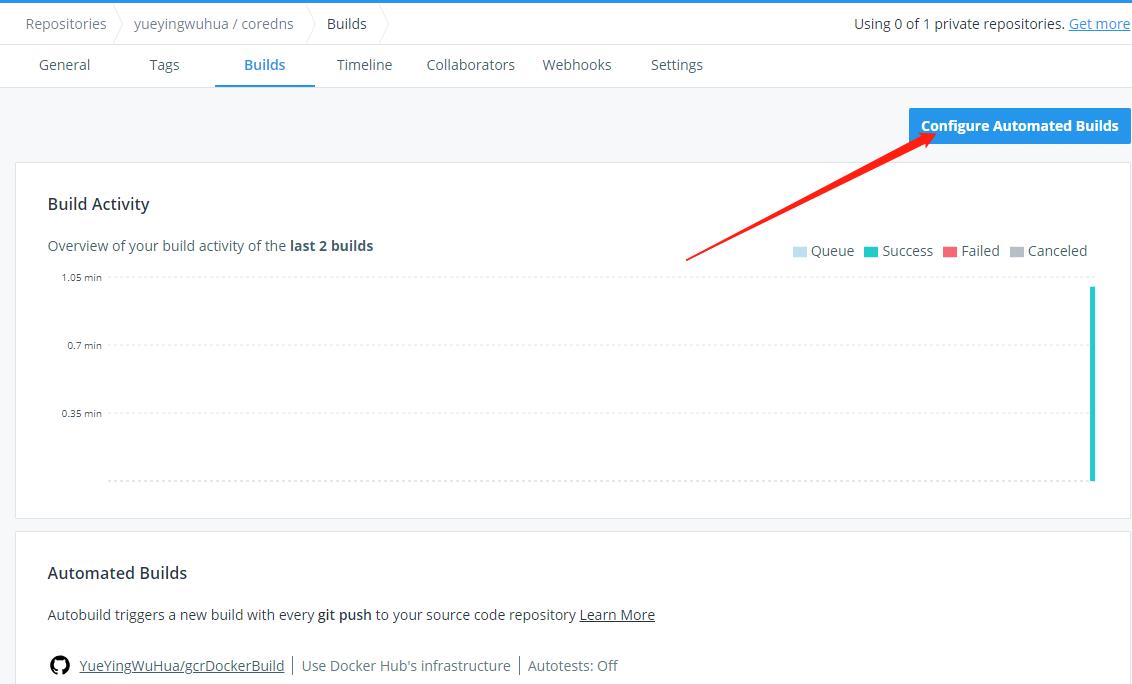 Repositories yueyingwuhua / coredns Builds Using 0 of 1 private repositories. Get more
General Tags Builds Timeline Collaborators Webhooks Settings
Configure Automated Builds
Build Activity
Overview of your build activity of the last 2 builds
Queue Success Failed Canceled
1.05 min
0.7 min
0.35 min
Automated Builds
Autobuild triggers a new build with every git push to your source code repository Learn More
YueYingWuHua/gcrDockerBuild Use Docker Hub's infrastructure Autotests: Off